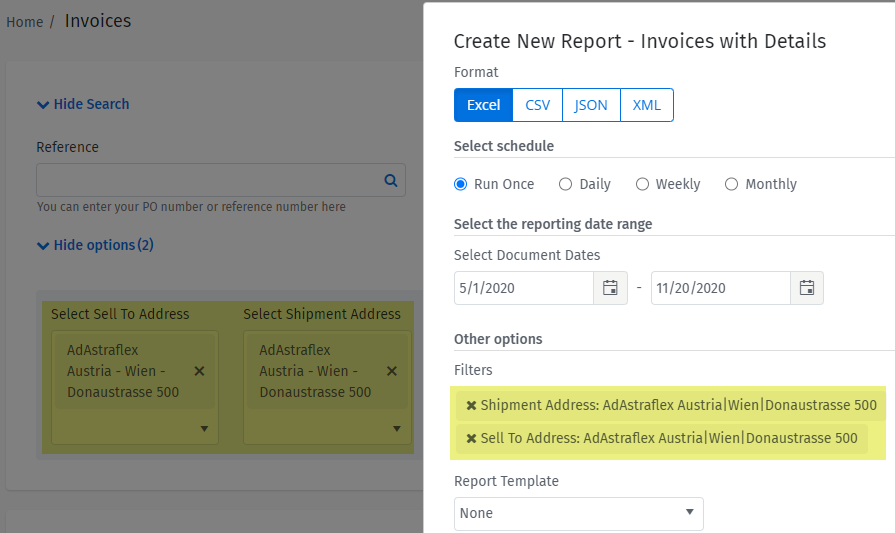 Home / Invoices
Hide Search
Reference
You can enter your PO number or reference number here
Hide options (2)
Select Sell To Address
AdAstraflex
Austria - Wien -
Donaustrasse 500
Select Shipment Address
AdAstraflex
Austria - Wien -
Donaustrasse 500
Create New Report - Invoices with Details
Format
Excel CSV JSON XML
Select schedule
Run Once Daily Weekly Monthly
Select the reporting date range
Select Document Dates
5/1/2020 - 11/20/2020
Other options
Filters
Shipment Address: AdAstraflex Austria|Wien|Donaustrasse 500
Sell To Address: AdAstraflex Austria|Wien|Donaustrasse 500
Report Template
None